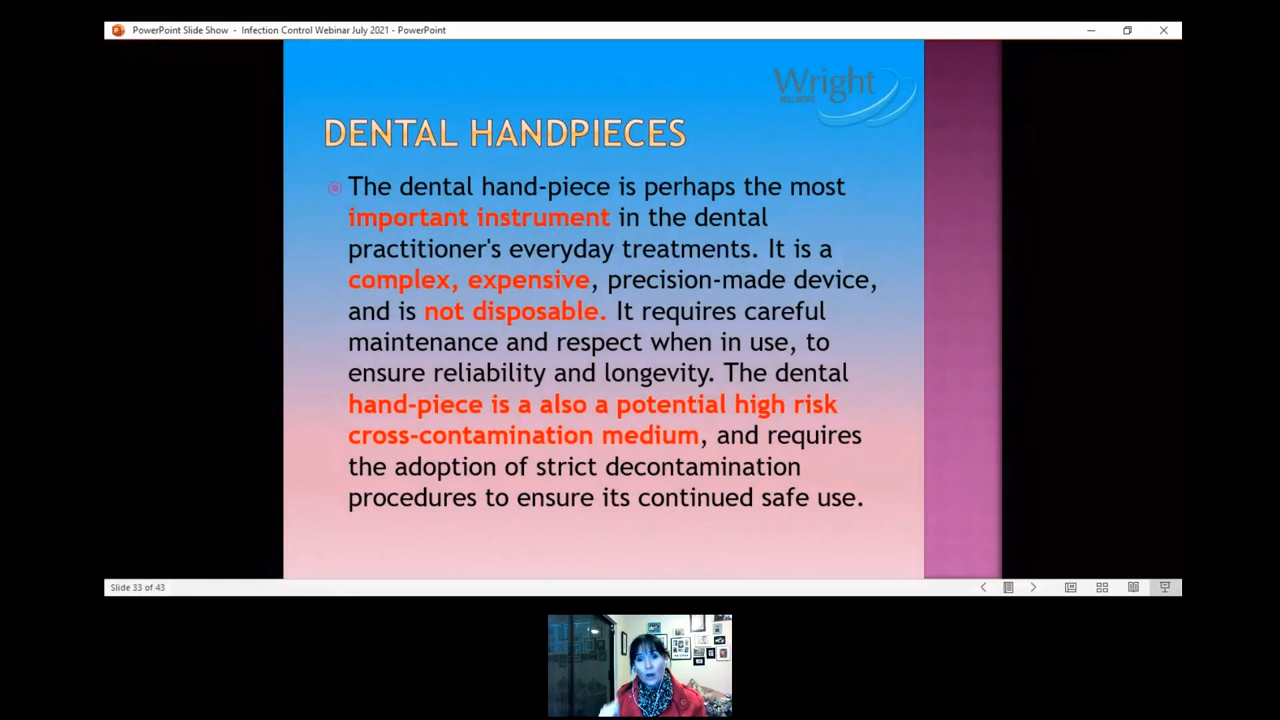 PowerPoint Slide Show - Infection Control Webinar July 2021 - PowerPoint
Wright
DENTAL HANDPIECES
The dental hand-piece is perhaps the most
important instrument in the dental
practitioner's everyday treatments. It is a
complex, expensive, precision-made device,
and is not disposable. It requires careful
maintenance and respect when in use, to
ensure reliability and longevity. The dental
hand-piece is a also a potential high risk
cross-contamination medium, and requires
the adoption of strict decontamination
procedures to ensure its continued safe use.
Slide 33 of 43